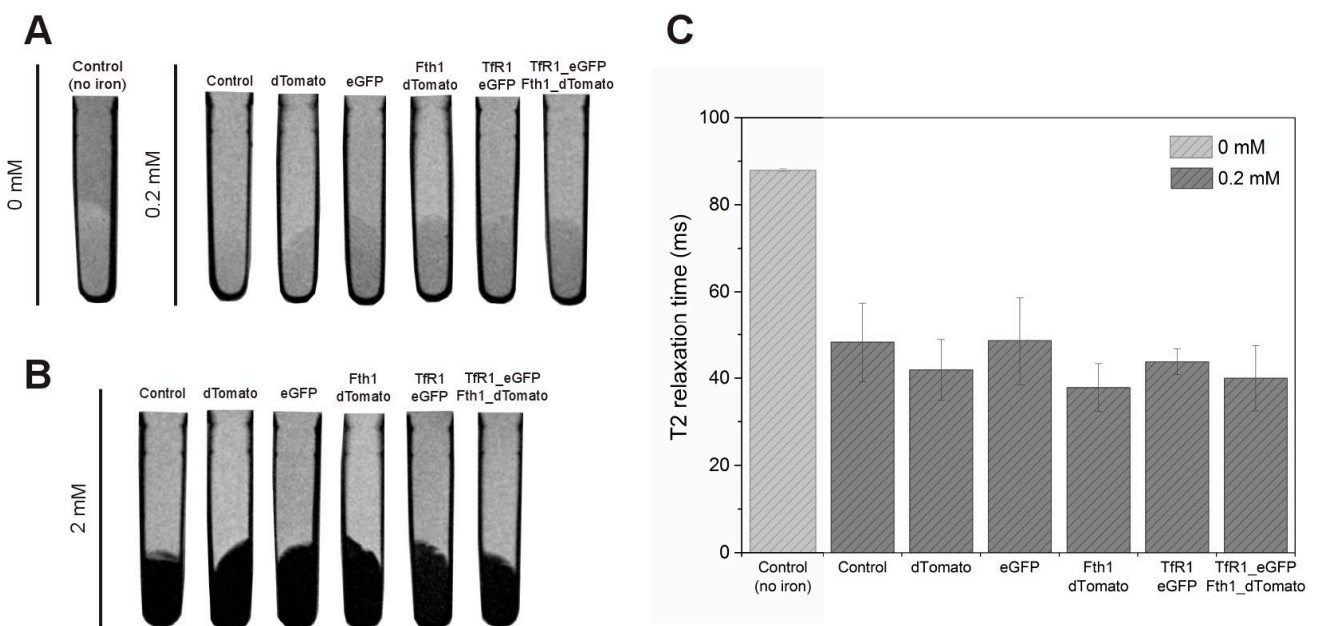 A
Control
(no iron)
0 mM
0.2 mM
Control
dTomato
eGFP
Fth1
dTomato
TfR1
eGFP
TfR1_eGFP
Fth1_dTomato
B
2 mM
Control
dTomato
eGFP
Fth1
dTomato
TfR1
eGFP
TfR1_eGFP
Fth1_dTomato
C
T2 relaxation time (ms)
100
80
60
40
20
0
0 mM
0.2 mM
Control
(no iron)
Control
dTomato
eGFP
Fth1
dTomato
TfR1
eGFP
TfR1_eGFP
Fth1_dTomato